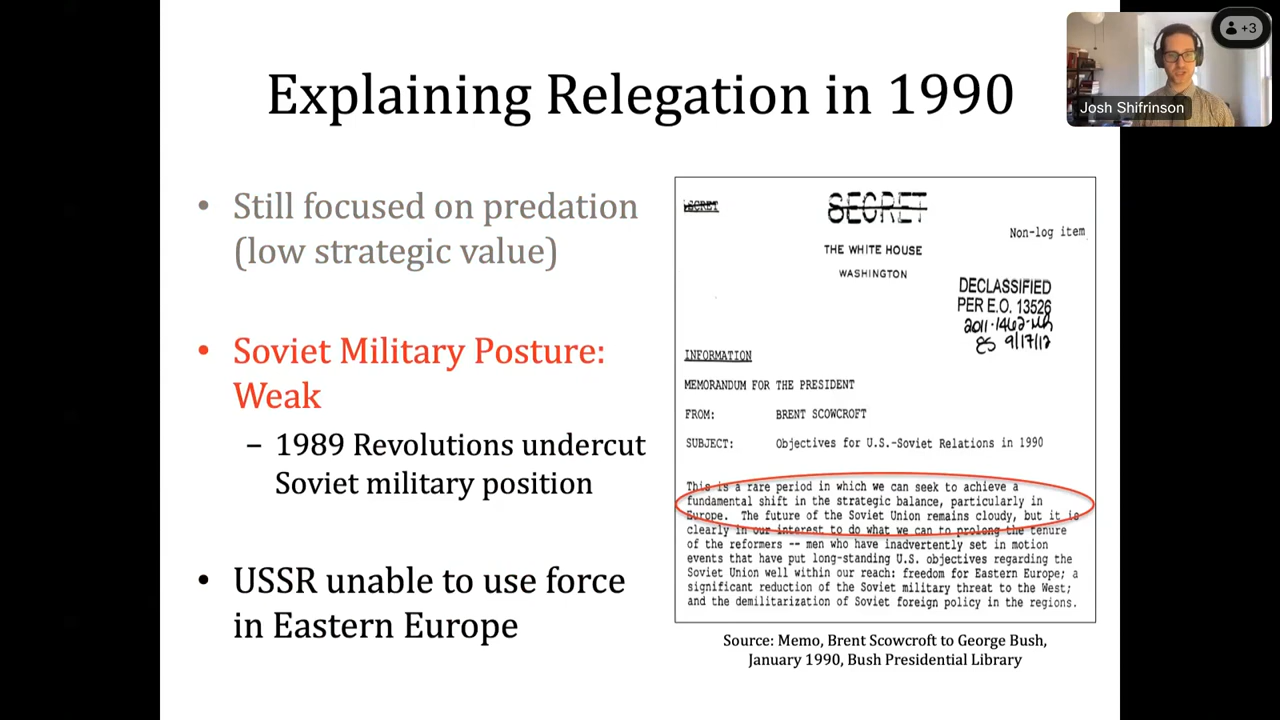 Explaining Relegation in 1990
+3
Josh Shifrinson
• Still focused on predation
(low strategic value)
• Soviet Military Posture:
Weak
– 1989 Revolutions undercut
Soviet military position
• USSR unable to use force
in Eastern Europe
SECRET
SECRET
Non-log item
THE WHITE HOUSE
WASHINGTON
DECLASSIFIED
PER E.O. 13526
2011-1462-MR
9/17/12
INFORMATION
MEMORANDUM FOR THE PRESIDENT
FROM: BRENT SCOWCROFT
SUBJECT: Objectives for U.S.-Soviet Relations in 1990
This is a rare period in which we can seek to achieve a
fundamental shift in the strategic balance, particularly in
Europe. The future of the Soviet Union remains cloudy, but it is
clearly in our interest to do what we can to prolong the tenure
of the reformers -- men who have inadvertently set in motion
events that have put long-standing U.S. objectives regarding the
Soviet Union well within our reach: freedom for Eastern Europe; a
significant reduction of the Soviet military threat to the West;
and the demilitarization of Soviet foreign policy in the regions.
Source: Memo, Brent Scowcroft to George Bush,
January 1990, Bush Presidential Library